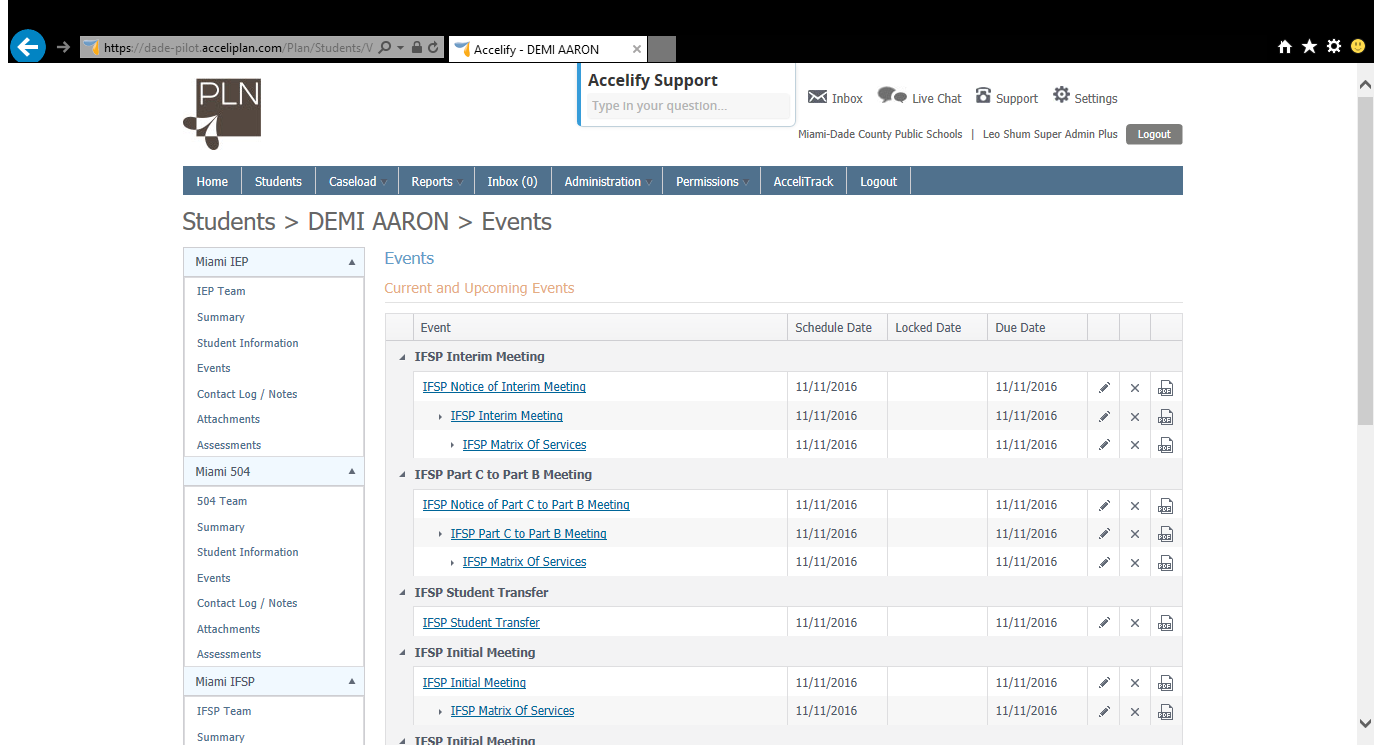 https://dade-pilot.acceliplan.com/Plan/Students/V
Accelify - DEMI AARON
PLN
Accelify Support
Type in your question...
Inbox Live Chat Support Settings
Miami-Dade County Public Schools | Leo Shum Super Admin Plus Logout
Home Students Caseload Reports Inbox (0) Administration Permissions AcceliTrack Logout
Students > DEMI AARON > Events
Miami IEP
IEP Team
Summary
Student Information
Events
Contact Log / Notes
Attachments
Assessments
Miami 504
504 Team
Summary
Student Information
Events
Contact Log / Notes
Attachments
Assessments
Miami IFSP
IFSP Team
Summary
Events
Current and Upcoming Events
Event Schedule Date Locked Date Due Date
IFSP Interim Meeting
IFSP Notice of Interim Meeting 11/11/2016 11/11/2016
IFSP Interim Meeting 11/11/2016 11/11/2016
IFSP Matrix Of Services 11/11/2016 11/11/2016
IFSP Part C to Part B Meeting
IFSP Notice of Part C to Part B Meeting 11/11/2016 11/11/2016
IFSP Part C to Part B Meeting 11/11/2016 11/11/2016
IFSP Matrix Of Services 11/11/2016 11/11/2016
IFSP Student Transfer
IFSP Student Transfer 11/11/2016 11/11/2016
IFSP Initial Meeting
IFSP Initial Meeting 11/11/2016 11/11/2016
IFSP Matrix Of Services 11/11/2016 11/11/2016
IFSP Initial Meeting